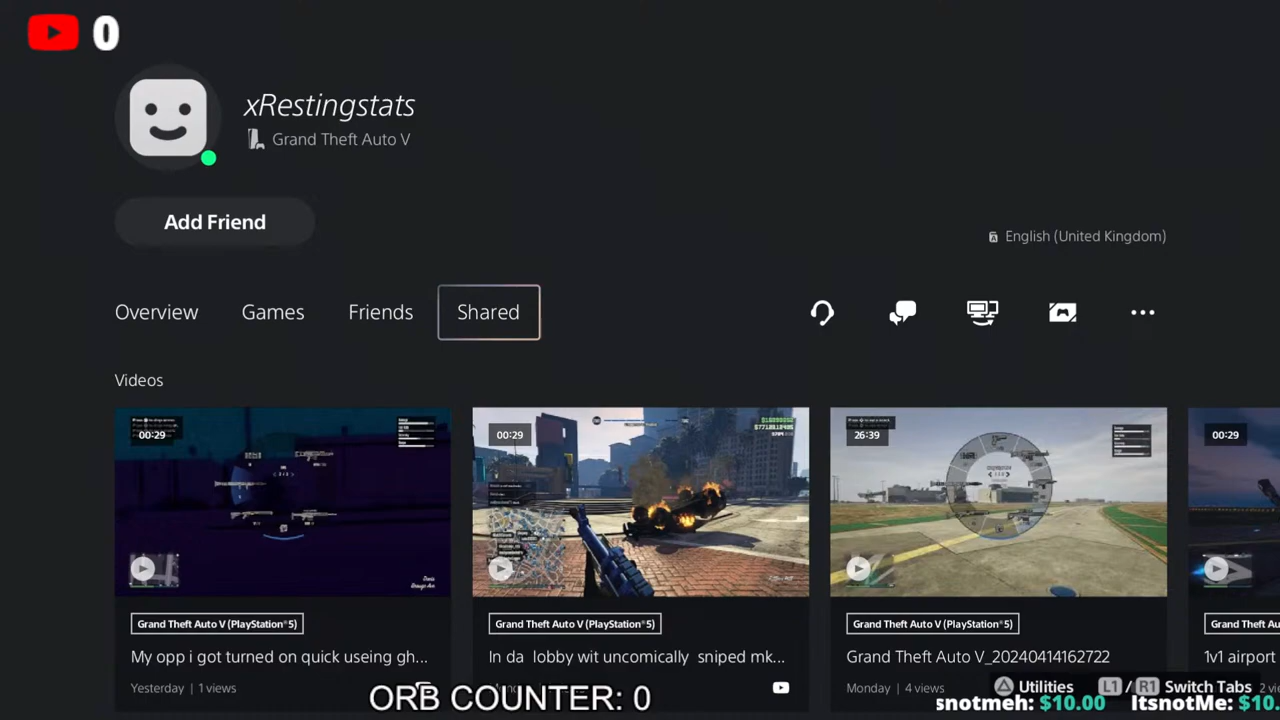 0
xRestingstats
Grand Theft Auto V
Add Friend
English (United Kingdom)
Overview Games Friends Shared
Videos
00:29 00:29 26:39 00:29
Grand Theft Auto V (PlayStation®5) Grand Theft Auto V (PlayStation®5) Grand Theft Auto V (PlayStation®5) Grand Theft Au
My opp i got turned on quick useing gh... In da lobby wit uncomically sniped mk... Grand Theft Auto V_20240414162722 1v1 airport
Yesterday | 1 views Monday | 4 views
Utilities L1 / R1 Switch Tabs
ORB COUNTER: 0
snotmeh: $10.00 ItsnotMe: $10.